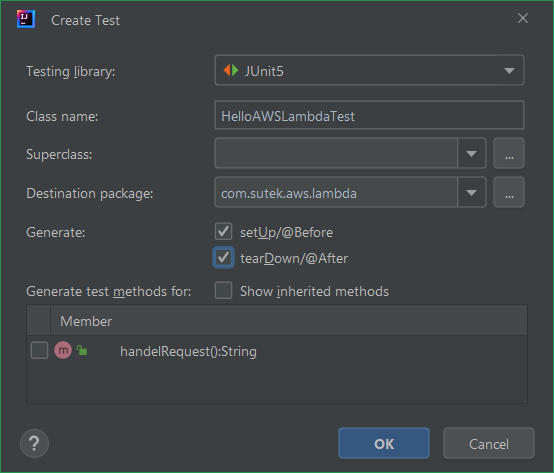 Create Test
Testing library: JUnit5
Class name: HelloAWSLambdaTest
Superclass: ...
Destination package: com.sutek.aws.lambda ...
Generate: setUp/@Before
tearDown/@After
Generate test methods for: Show inherited methods
Member
m handelRequest():String
? OK Cancel